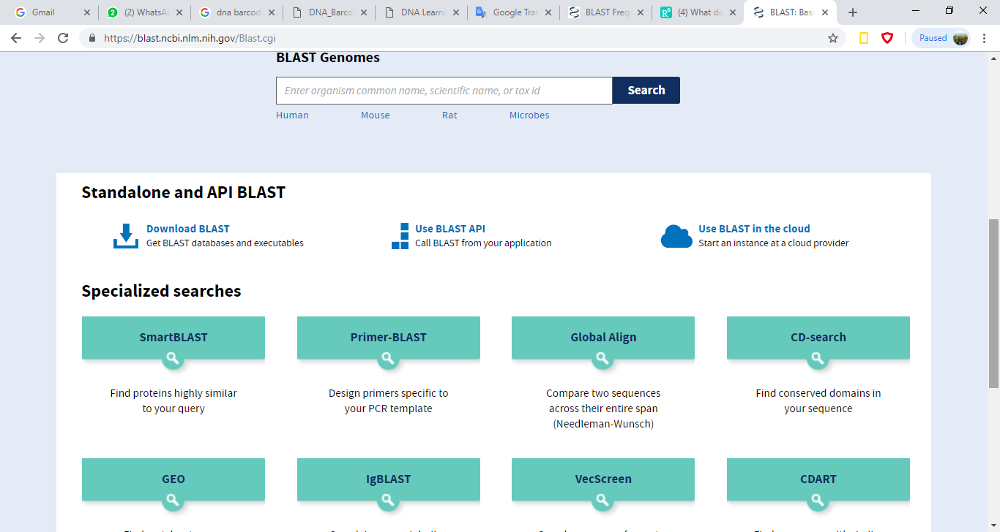 Gmail
(2) WhatsA
dna barcod
DNA_Barco
DNA Learni
Google Tran
BLAST Freq
(4) What do
BLAST: Bas
https://blast.ncbi.nlm.nih.gov/Blast.cgi
Paused
BLAST Genomes
Enter organism common name, scientific name, or tax id
Search
Human Mouse Rat Microbes
Standalone and API BLAST
Download BLAST
Get BLAST databases and executables
Use BLAST API
Call BLAST from your application
Use BLAST in the cloud
Start an instance at a cloud provider
Specialized searches
SmartBLAST
Find proteins highly similar
to your query
Primer-BLAST
Design primers specific to
your PCR template
Global Align
Compare two sequences
across their entire span
(Needleman-Wunsch)
CD-search
Find conserved domains in
your sequence
GEO
IgBLAST
VecScreen
CDART